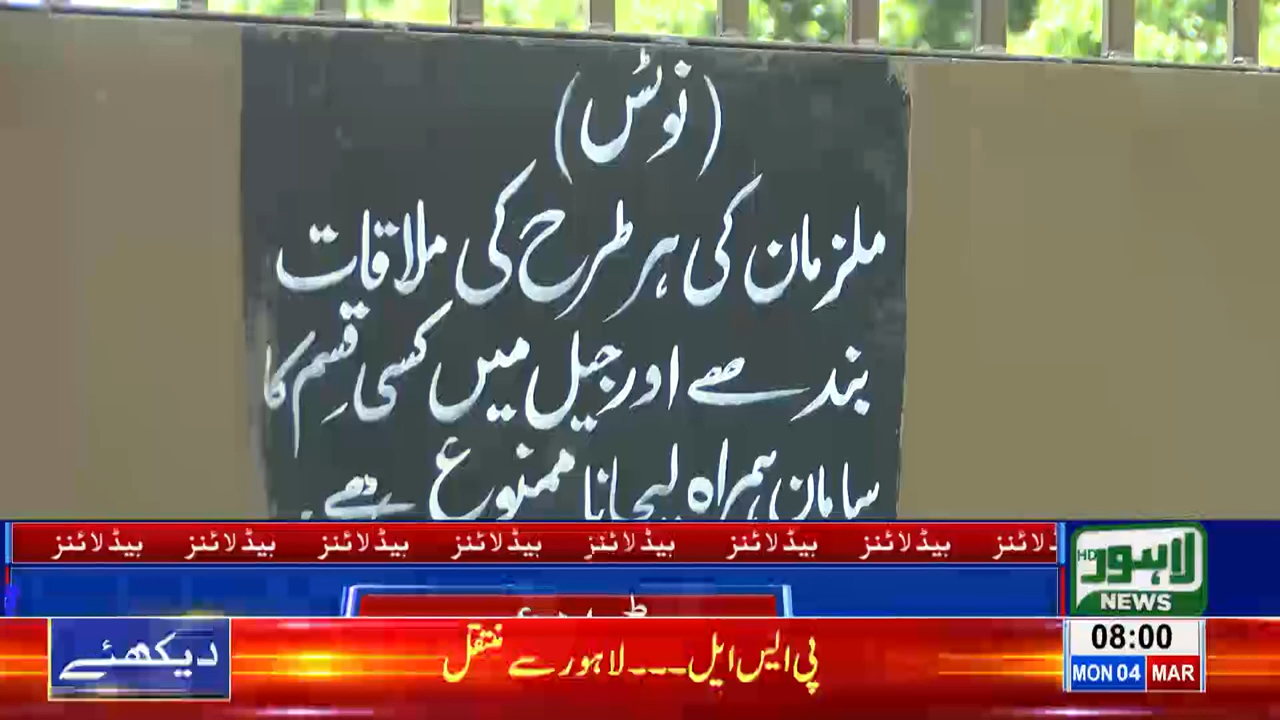 (نوٹس)
ملزمان کی ہر طرح کی ملاقات
بند ہے اور جیل میں کسی قسم کا
سامان ہمراہ لیجانا ممنوع ہے.
ہیڈلائنز ہیڈلائنز ہیڈلائنز ہیڈلائنز ہیڈلائنز ہیڈلائنز ہیڈلائنز دلائنز
لاہور
HD
NEWS
دیکھئے
پی ایس ایل۔۔۔لاہور سے منتقل
08:00
MON 04 MAR